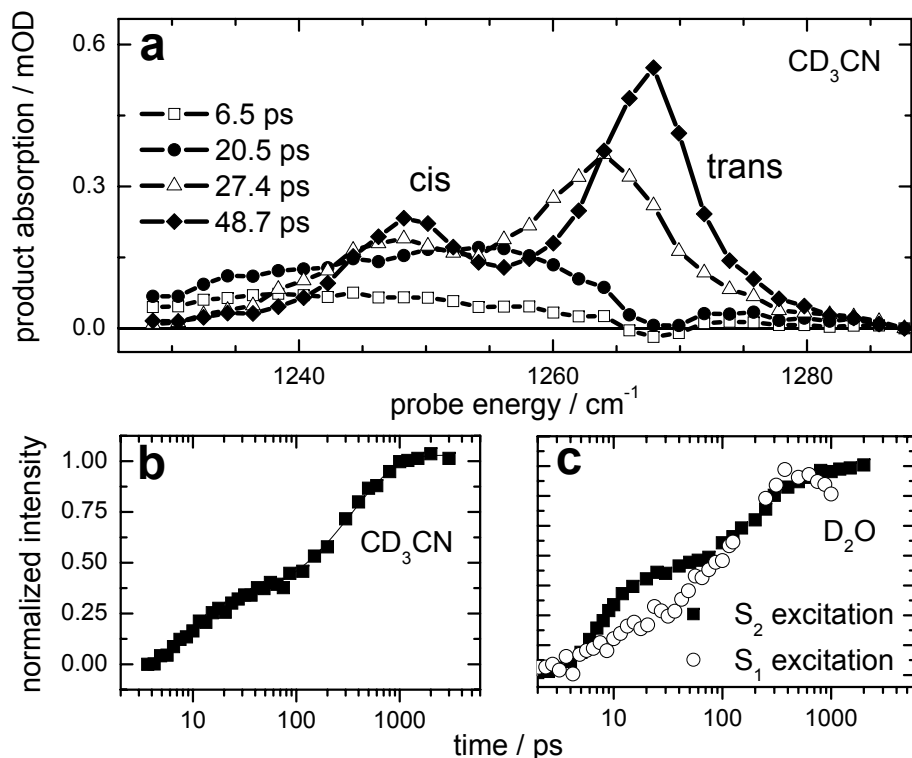 a
CD₃CN
product absorption / mOD
0.6
0.3
0.0
6.5 ps
20.5 ps
27.4 ps
48.7 ps
cis
trans
1240
1260
1280
probe energy / cm⁻¹
b
normalized intensity
1.00
0.75
0.50
0.25
0.00
CD₃CN
10
100
1000
c
D₂O
S₂ excitation
S₁ excitation
10
100
1000
time / ps